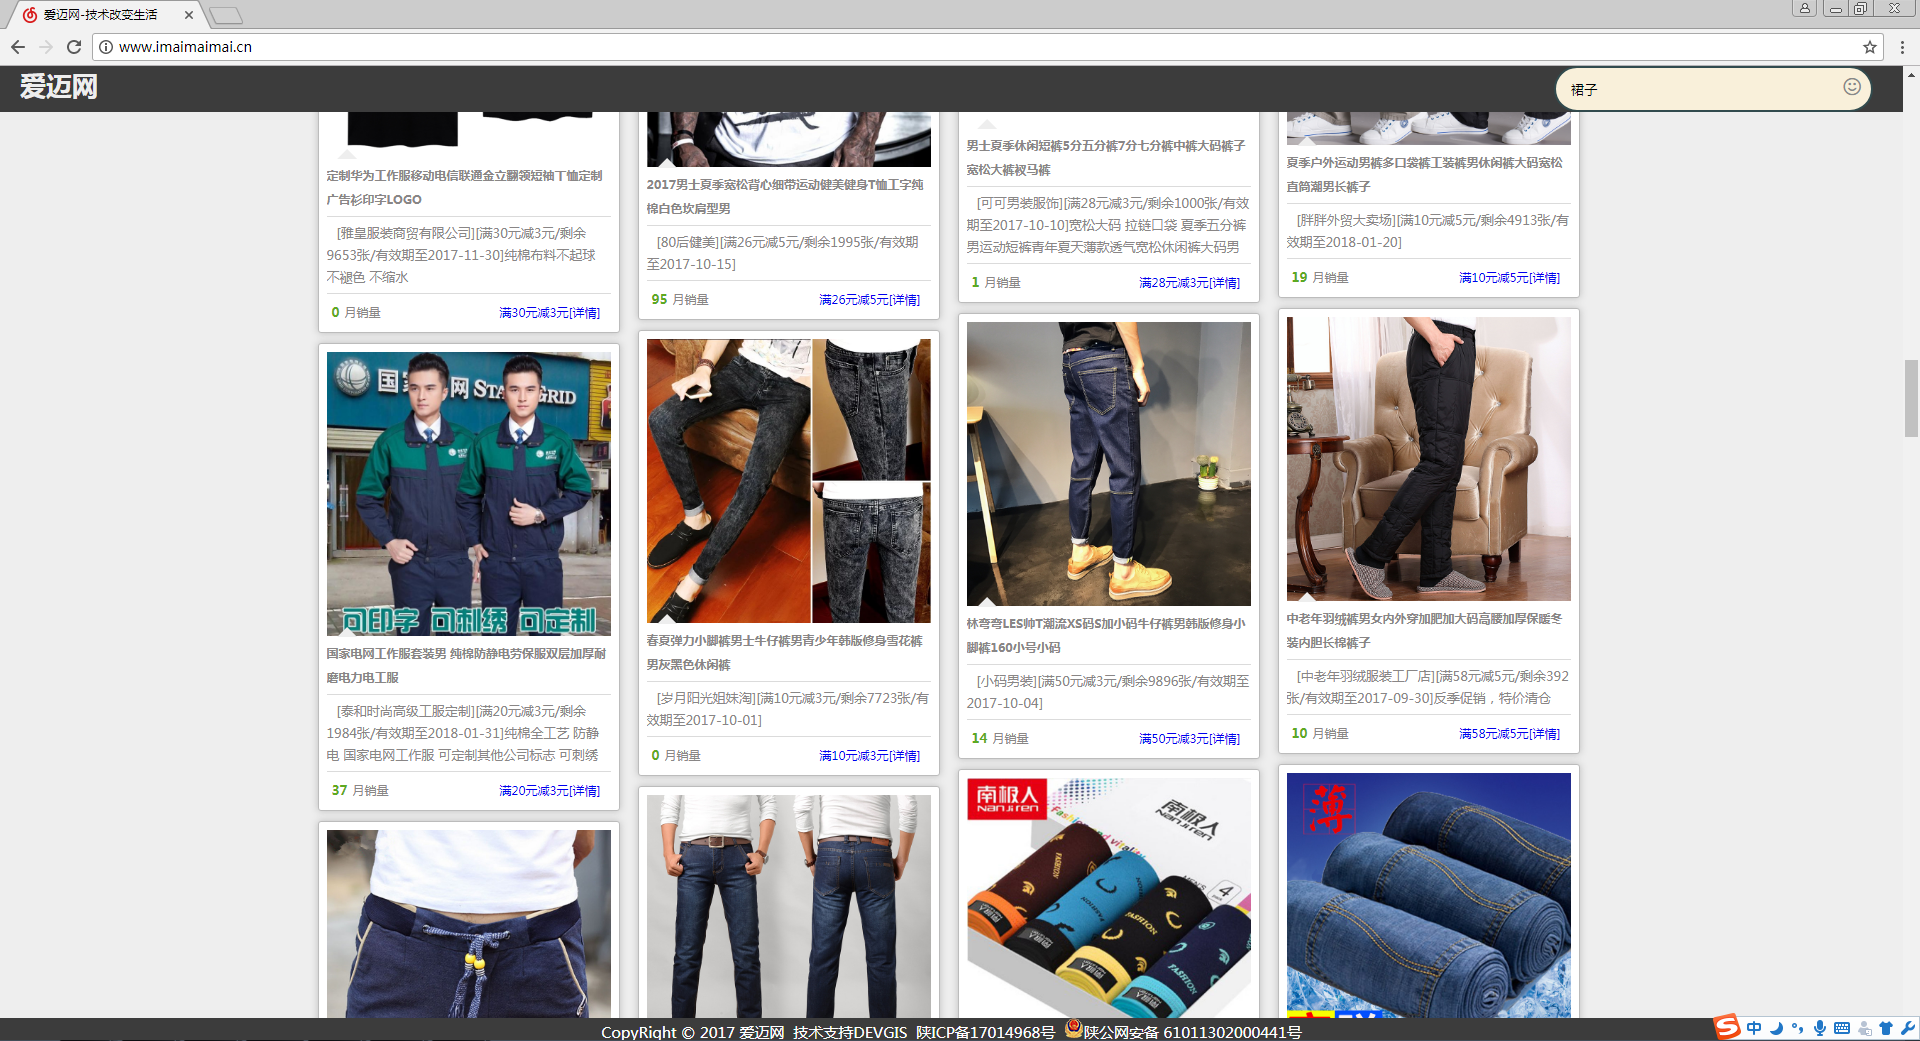 爱迈网-技术改变生活
www.imaimaimai.cn
爱迈网
裙子
定制华为工作服移动电信联通金立翻领短袖T恤定制
广告衫印字LOGO
[雅皇服装商贸有限公司][满30元减3元/剩余
9653张/有效期至2017-11-30]纯棉布料不起球
不褪色 不缩水
0 月销量
满30元减3元[详情]
国家电网 STATE GRID
可印字 可刺绣 可定制
国家电网工作服套装男 纯棉防静电劳保服双层加厚耐
磨电力电工服
[泰和时尚高级工服定制][满20元减3元/剩余
1984张/有效期至2018-01-31]纯棉全工艺 防静
电 国家电网工作服 可定制其他公司标志 可刺绣
37 月销量
满20元减3元[详情]
2017男士夏季宽松背心细带运动健美健身T恤工字纯
棉白色坎肩型男
[80后健美][满26元减5元/剩余1995张/有效期
至2017-10-15]
95 月销量
满26元减5元[详情]
春夏弹力小脚裤男士牛仔裤男青少年韩版修身雪花裤
男灰黑色休闲裤
[岁月阳光姐妹淘][满10元减3元/剩余7723张/有
效期至2017-10-01]
0 月销量
满10元减3元[详情]
男士夏季休闲短裤5分五分裤7分七分裤中裤大码裤子
宽松大裤衩马裤
[可可男装服饰][满28元减3元/剩余1000张/有效
期至2017-10-10]宽松大码 拉链口袋 夏季五分裤
男运动短裤青年夏天薄款透气宽松休闲裤大码男
1 月销量
满28元减3元[详情]
林弯弯LES帅T潮流XS码S加小码牛仔裤男韩版修身小
脚裤160小号小码
[小码男装][满50元减3元/剩余9896张/有效期至
2017-10-04]
14 月销量
满50元减3元[详情]
南极人
NanJiren
南极人
NanJiren
Fashion and vitality
MEN'S
4
FASHION
FASHION
FASHION
FASHION
南极人
南极人
南极人
南极人
夏季户外运动男裤多口袋裤工装裤男休闲裤大码宽松
直筒潮男长裤子
[胖胖外贸大卖场][满10元减5元/剩余4913张/有
效期至2018-01-20]
19 月销量
满10元减5元[详情]
中老年羽绒裤男女内外穿加肥加大码高腰加厚保暖冬
装内胆长棉裤子
[中老年羽绒服装工厂店][满58元减5元/剩余392
张/有效期至2017-09-30]反季促销，特价清仓
10 月销量
满58元减5元[详情]
薄
CopyRight © 2017 爱迈网 技术支持DEVGIS 陕ICP备17014968号 陕公网安备 61011302000441号
中